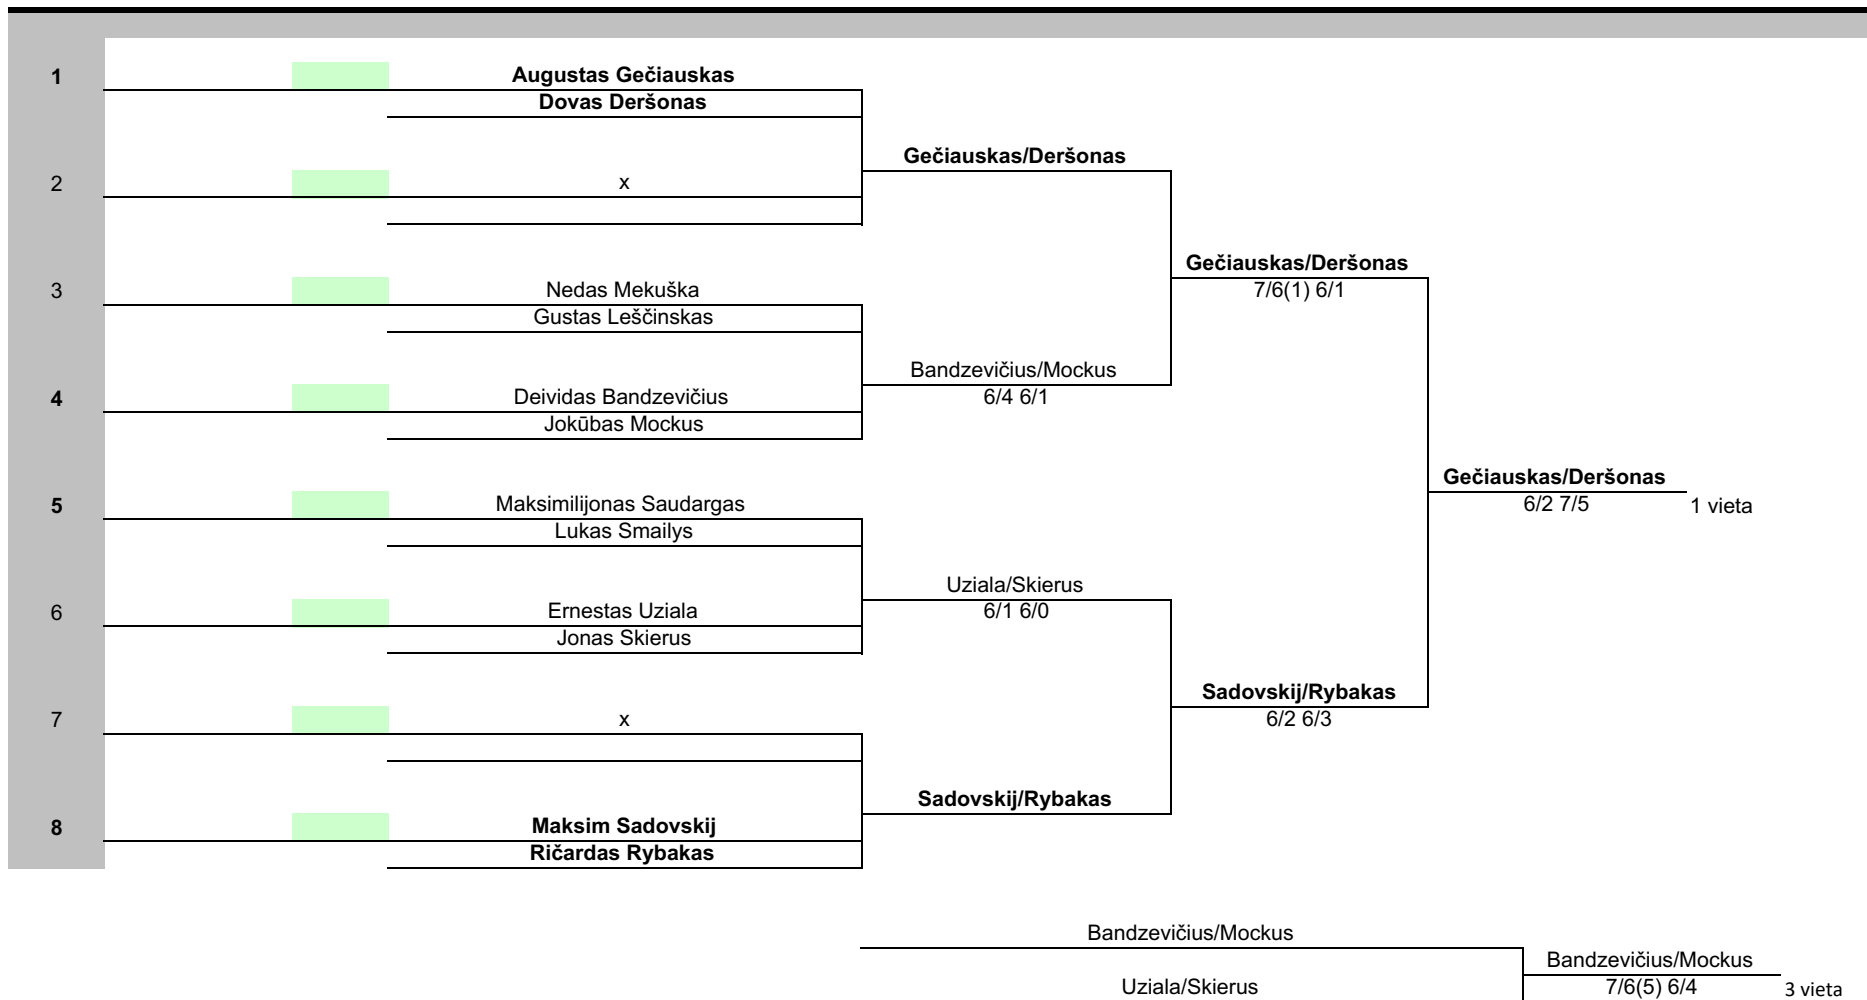 1
Augustas Gečiauskas
Dovas Deršonas
Gečiauskas/Deršonas
2
x
Gečiauskas/Deršonas
7/6(1) 6/1
3
Nedas Mekuška
Gustas Leščinskas
Bandzevičius/Mockus
6/4 6/1
4
Deividas Bandzevičius
Jokūbas Mockus
Gečiauskas/Deršonas
6/2 7/5
1 vieta
5
Maksimilijonas Saudargas
Lukas Smailys
Uziala/Skierus
6/1 6/0
6
Ernestas Uziala
Jonas Skierus
Sadovskij/Rybakas
6/2 6/3
7
x
Sadovskij/Rybakas
8
Maksim Sadovskij
Ričardas Rybakas
Bandzevičius/Mockus
Bandzevičius/Mockus
Uziala/Skierus
7/6(5) 6/4
3 vieta